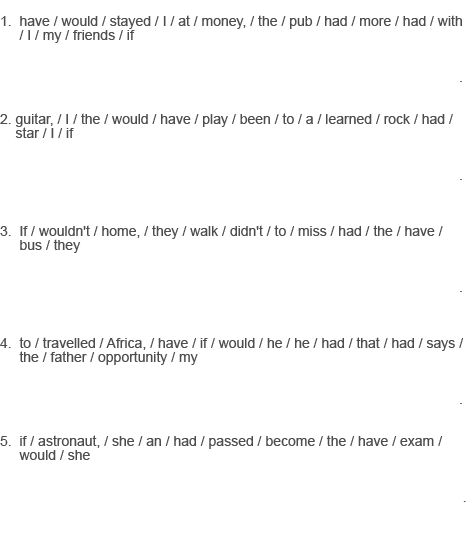 1. have / would / stayed / I / at / money, / the / pub / had / more / had / with
/ I / my / friends / if
.
2. guitar, / I / the / would / have / play / been / to / a / learned / rock / had /
star / I / if
.
3. If / wouldn't / home, / they / walk / didn't / to / miss / had / the / have /
bus / they
.
4. to / travelled / Africa, / have / if / would / he / he / had / that / had / says /
the / father / opportunity / my
.
5. if / astronaut, / she / an / had / passed / become / the / have / exam /
would / she
.